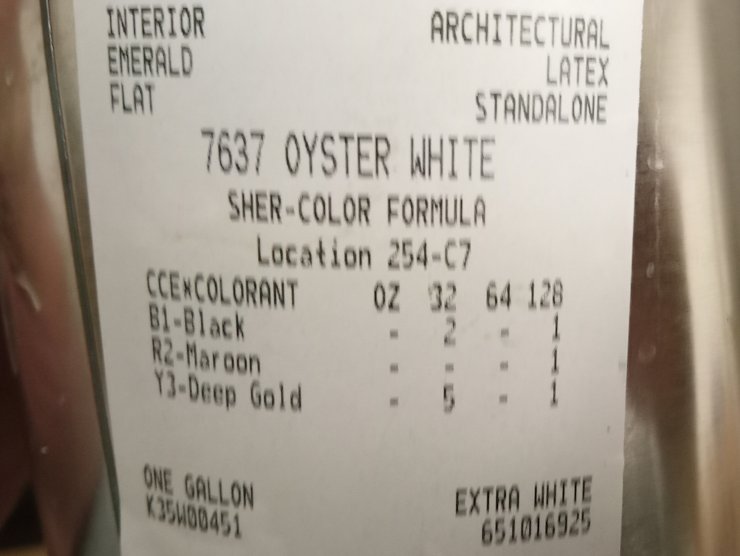 INTERIOR ARCHITECTURAL
EMERALD LATEX
FLAT STANDALONE
7637 OYSTER WHITE
SHER-COLOR FORMULA
Location 254-C7
CCE*COLORANT OZ 32 64 128
B1-Black - 2 - 1
R2-Maroon - - - 1
Y3-Deep Gold - 5 - 1
ONE GALLON EXTRA WHITE
K35W00451 651016925